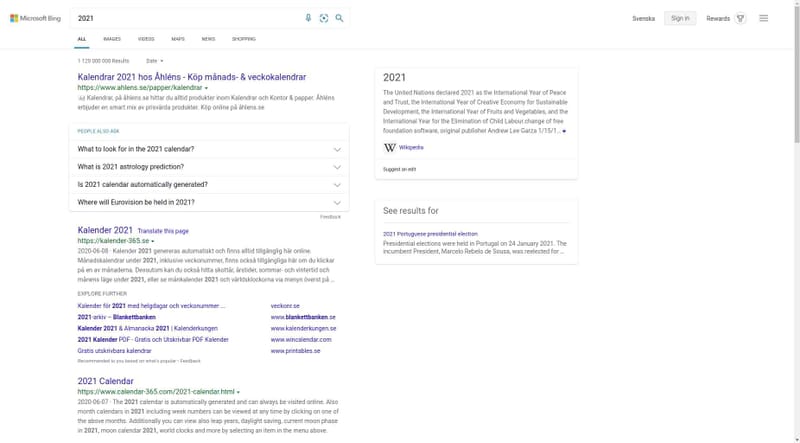 Microsoft Bing
2021
Svenska
Sign in
Rewards
ALL
IMAGES
VIDEOS
MAPS
NEWS
SHOPPING
1 120 000 000 Results
Date
Kalendrar 2021 hos Åhléns - Köp månads- & veckokalendrar
https://www.ahlens.se/papper/kalendrar
Ad Kalendrar, på åhlens.se hittar du alltid produkter inom Kalendrar och Kontor & papper. Åhléns
erbjuder en smart mix av prisvärda produkter. Köp online på åhlens.se
PEOPLE ALSO ASK
What to look for in the 2021 calendar?
What is 2021 astrology prediction?
Is 2021 calendar automatically generated?
Where will Eurovision be held in 2021?
Feedback
Kalender 2021 Translate this page
https://kalender-365.se
2020-06-08 · Kalender 2021 genereras automatiskt och finns alltid tillgänglig här online.
Månadskalendrar under 2021, inklusive veckonummer, finns också tillgängliga här om du klickar
på en av månaderna. Dessutom kan du också hitta skottår, årstider, sommar- och vintertid och
månens läge under 2021, eller se månkalender 2021 och världsklockorna via menyn överst på ...
EXPLORE FURTHER
Kalender för 2021 med helgdagar och veckonummer ... veckonr.se
2021-arkiv – Blankettbanken www.blankettbanken.se
Kalender 2021 & Almanacka 2021 | Kalenderkungen www.kalenderkungen.se
2021 Kalender PDF - Gratis och Utskrivbar PDF Kalender www.wincalendar.com
Gratis utskrivbara kalendrar www.printables.se
Recommended to you based on what's popular • Feedback
2021 Calendar
https://www.calendar-365.com/2021-calendar.html
2020-06-07 · The 2021 calendar is automatically generated and can always be visited online. Also
month calendars in 2021 including week numbers can be viewed at any time by clicking on one of
the above months. Additionally you can view also leap years, daylight saving, current moon phase
in 2021, moon calendar 2021, world clocks and more by selecting an item in the menu above.
2021
The United Nations declared 2021 as the International Year of Peace
and Trust, the International Year of Creative Economy for Sustainable
Development, the International Year of Fruits and Vegetables, and the
International Year for the Elimination of Child Labour.change of free
foundation software, original publisher Andrew Lee Garza 1/15/1...
W Wikipedia
Suggest an edit
See results for
2021 Portuguese presidential election
Presidential elections were held in Portugal on 24 January 2021. The
incumbent President, Marcelo Rebelo de Sousa, was reelected for ...